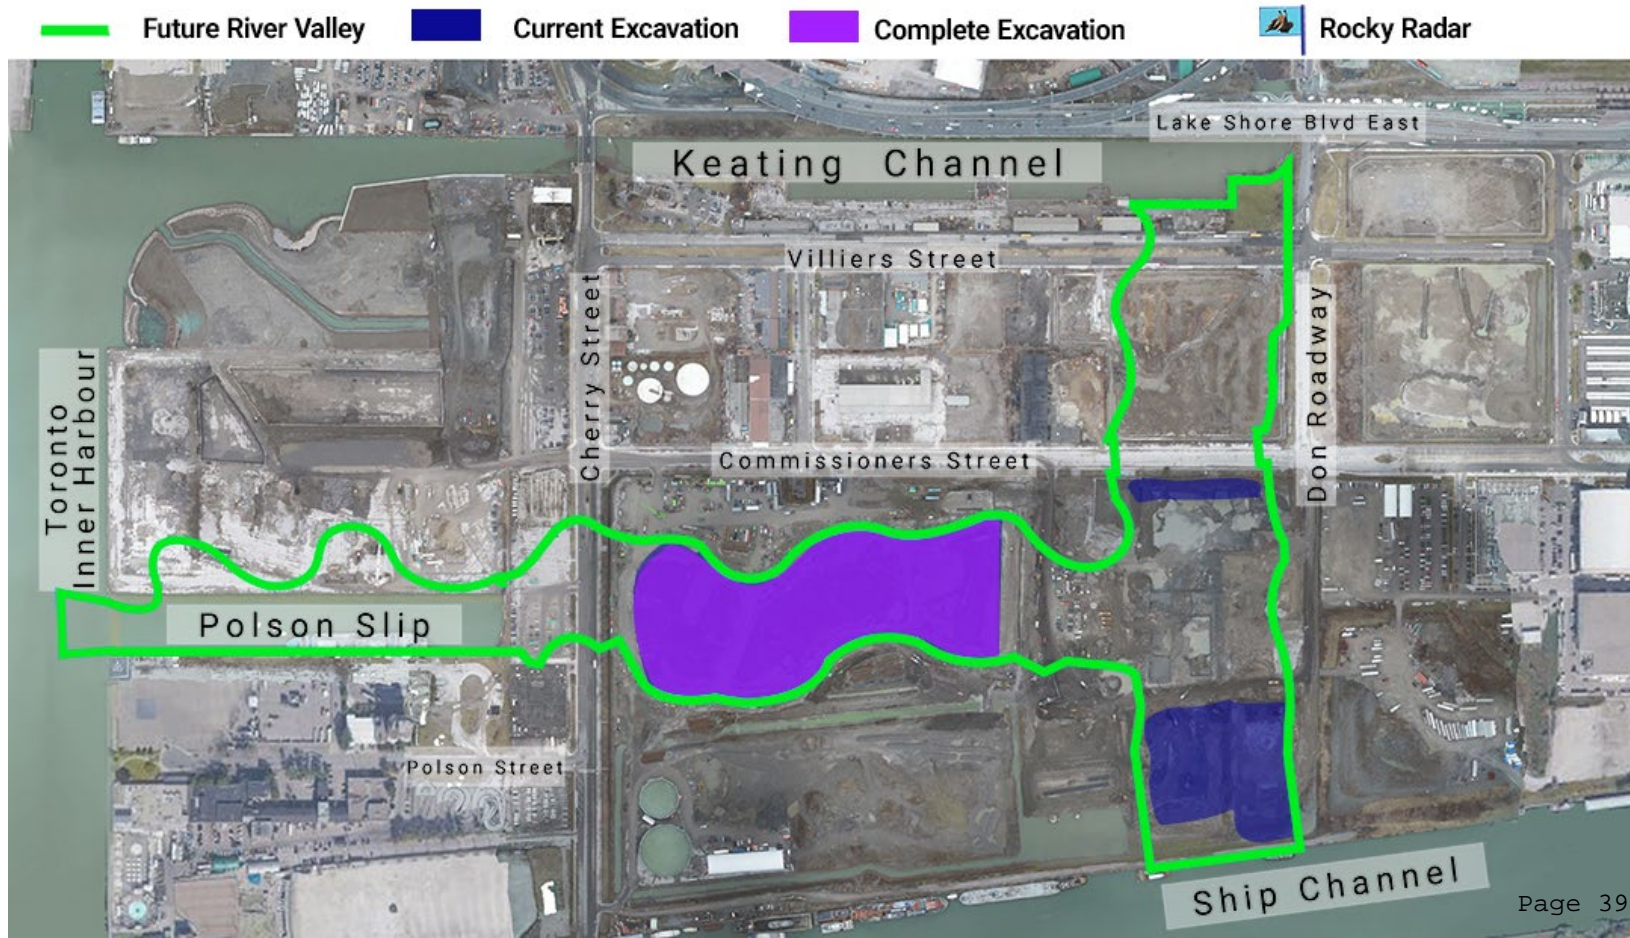 Future River Valley
Current Excavation
Complete Excavation
Rocky Radar
Lake Shore Blvd East
Keating Channel
Villiers Street
Cherry Street
Don Roadway
Toronto
Inner Harbour
Commissioners Street
Polson Slip
Polson Street
Ship Channel
Page 39